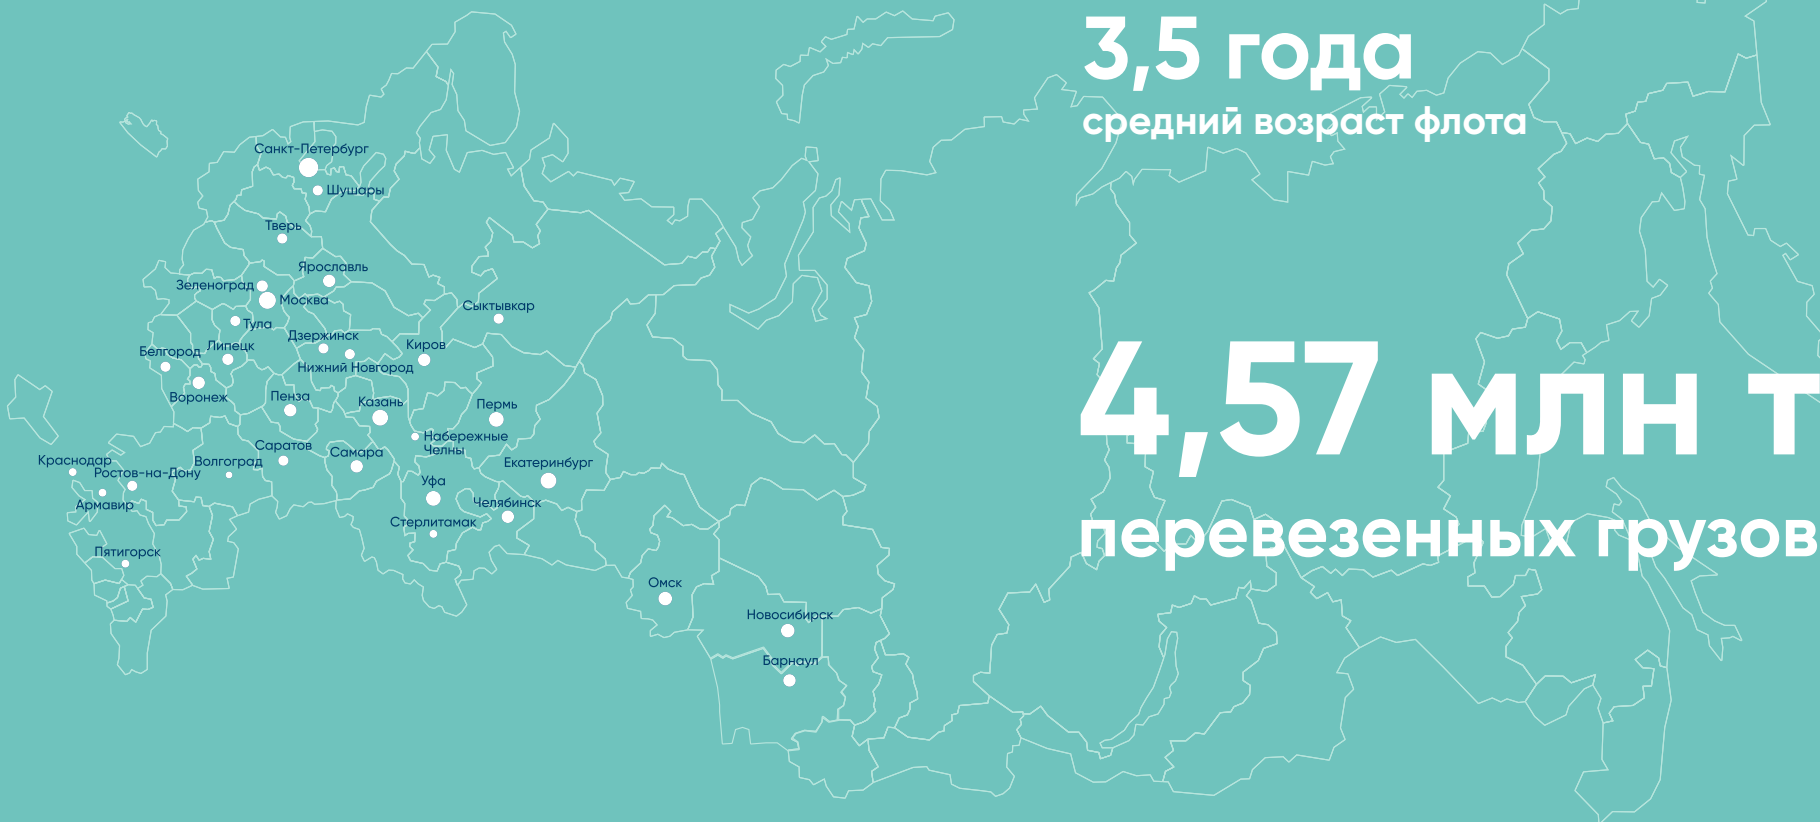 3,5 года
средний возраст флота
Санкт-Петербург
Шушары
Тверь
Ярославль
Зеленоград
Москва
Сыктывкар
Тула
Дзержинск
Киров
Белгород
Липецк
Нижний Новгород
Воронеж
Пенза
Казань
Пермь
4,57 млн т
Набережные
Челны
Саратов
Самара
Краснодар
Волгоград
Екатеринбург
Ростов-на-Дону
Уфа
Армавир
Челябинск
Стерлитамак
перевезенных грузов
Пятигорск
Омск
Новосибирск
Барнаул